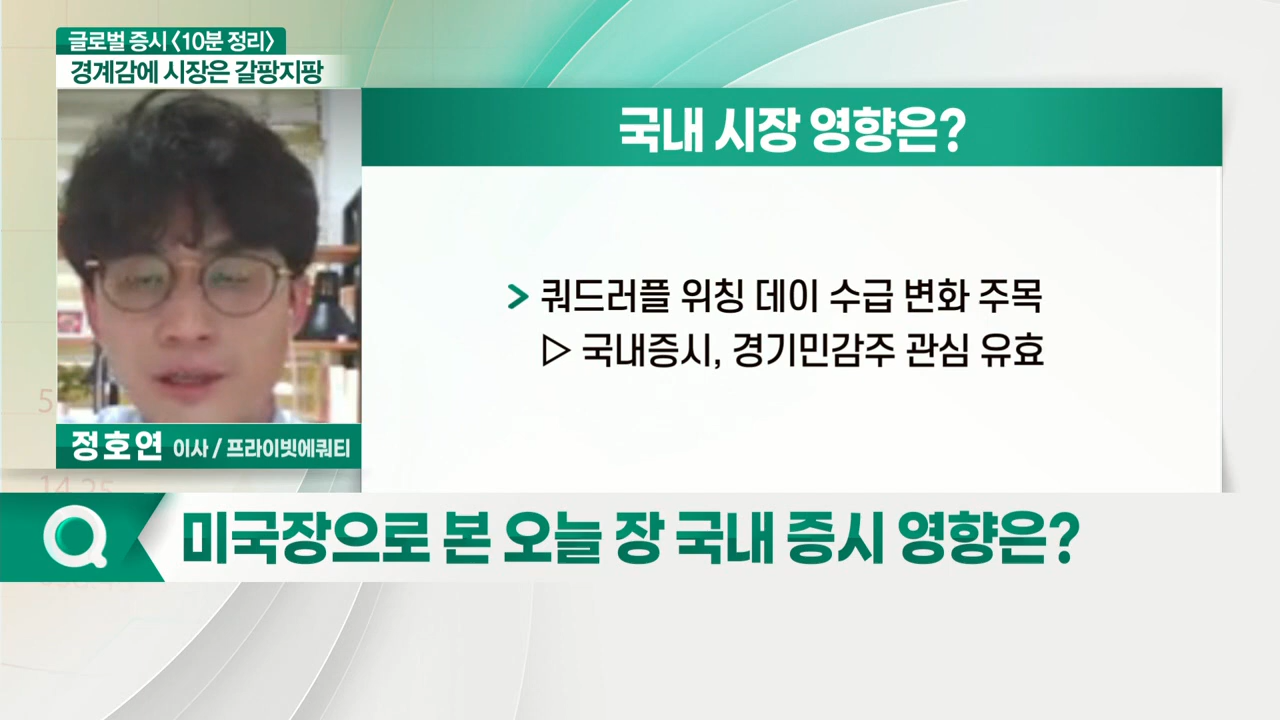 글로벌 증시 <10분 정리>
경계감에 시장은 갈팡지팡
국내 시장 영향은?
> 쿼드러플 위칭 데이 수급 변화 주목
▷ 국내증시, 경기민감주 관심 유효
정호연 이사 / 프라이빗에쿼티
Q 미국장으로 본 오늘 장 국내 증시 영향은?